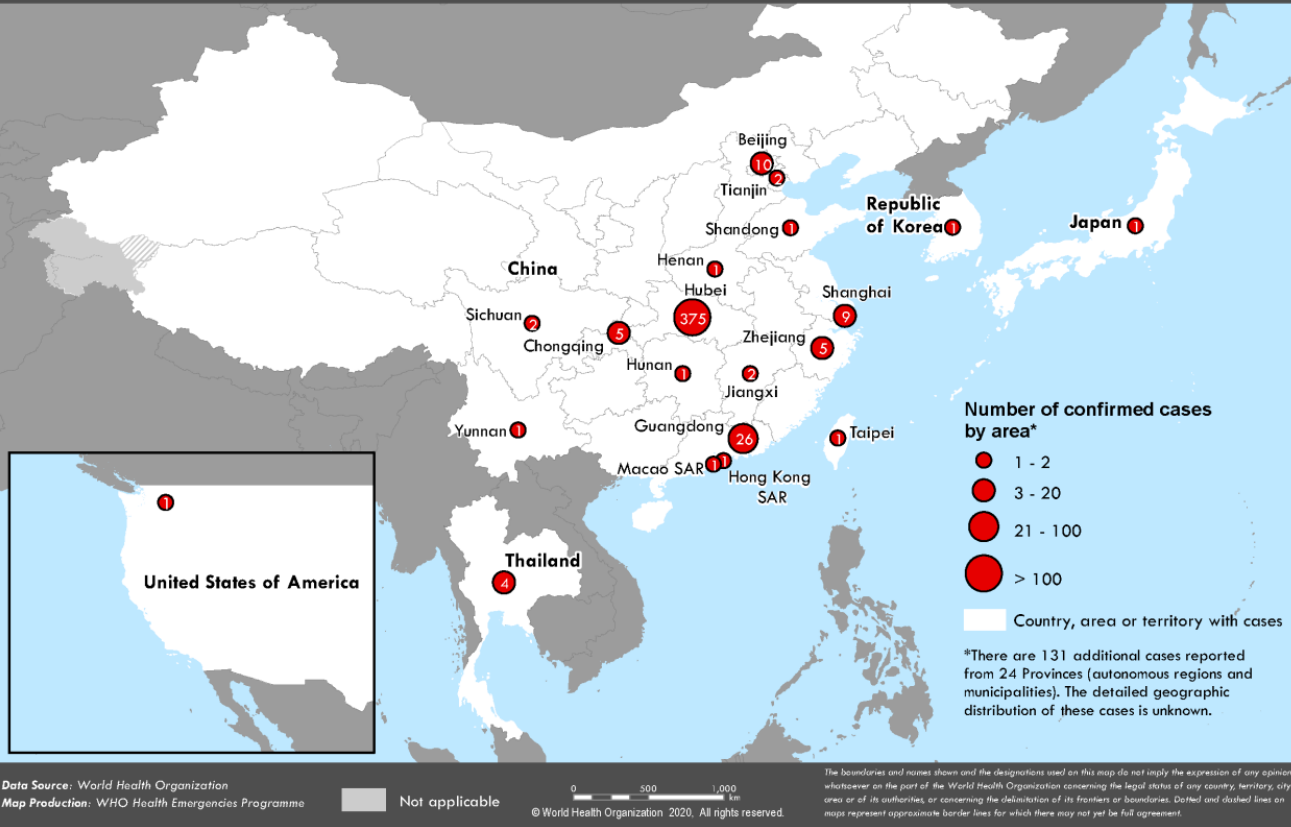 Beijing
10
2
Tianjin
Republic
of Korea
1
Japan
1
Shandong
1
Henan
1
China
Hubei
375
Shanghai
9
Sichuan
2
5
Chongqing
Zhejiang
5
Hunan
1
2
Jiangxi
Yunnan
1
Guangdong
26
1
Taipei
Macao SAR
1
1
Hong Kong
SAR
1
United States of America
Thailand
4
Number of confirmed cases
by area*
1 - 2
3 - 20
21 - 100
> 100
Country, area or territory with cases
*There are 131 additional cases reported
from 24 Provinces (autonomous regions and
municipalities). The detailed geographic
distribution of these cases is unknown.
Data Source: World Health Organization
Map Production: WHO Health Emergencies Programme
Not applicable
0 500 1,000
km
© World Health Organization 2020, All rights reserved.
The boundaries and names shown and the designations used on this map do not imply the expression of any opinion
whatsoever on the part of the World Health Organization concerning the legal status of any country, territory, city
area or of its authorities, or concerning the delimitation of its frontiers or boundaries. Dotted and dashed lines on
maps represent approximate border lines for which there may not yet be full agreement.